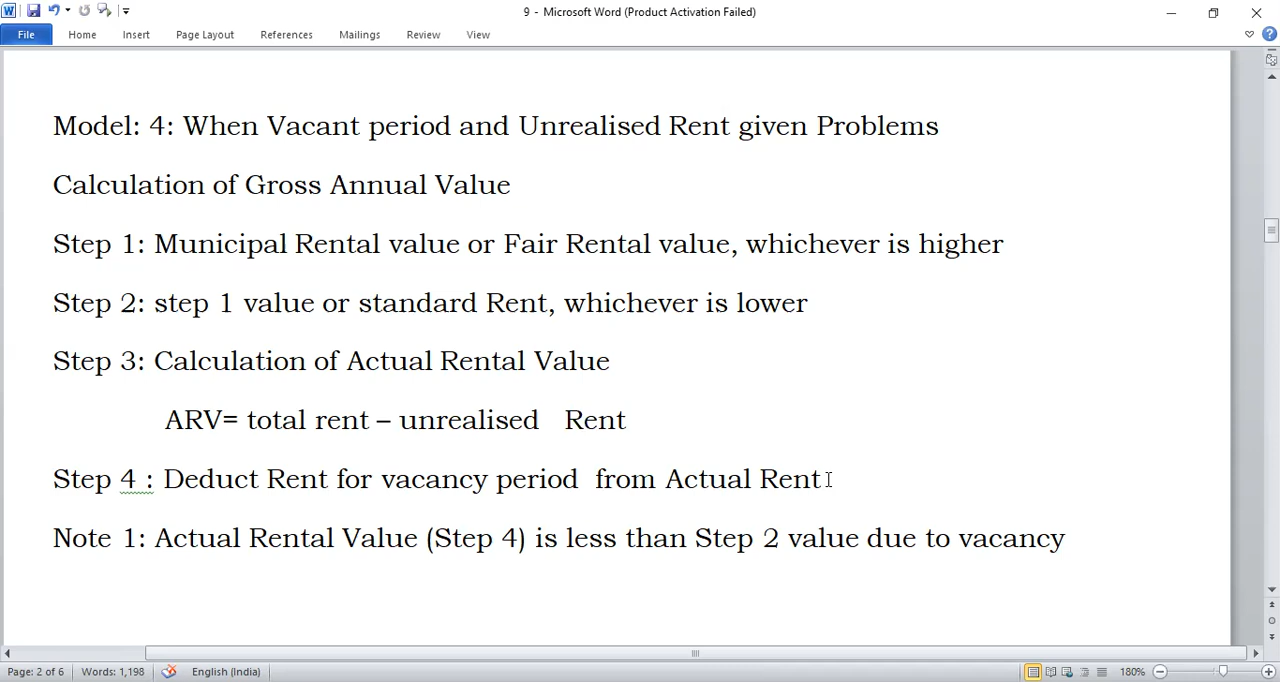 9 - Microsoft Word (Product Activation Failed)
File Home Insert Page Layout References Mailings Review View
Model: 4: When Vacant period and Unrealised Rent given Problems
Calculation of Gross Annual Value
Step 1: Municipal Rental value or Fair Rental value, whichever is higher
Step 2: step 1 value or standard Rent, whichever is lower
Step 3: Calculation of Actual Rental Value
ARV= total rent – unrealised Rent
Step 4 : Deduct Rent for vacancy period from Actual Rent
Note 1: Actual Rental Value (Step 4) is less than Step 2 value due to vacancy
Page: 2 of 6 Words: 1,198 English (India) 180%